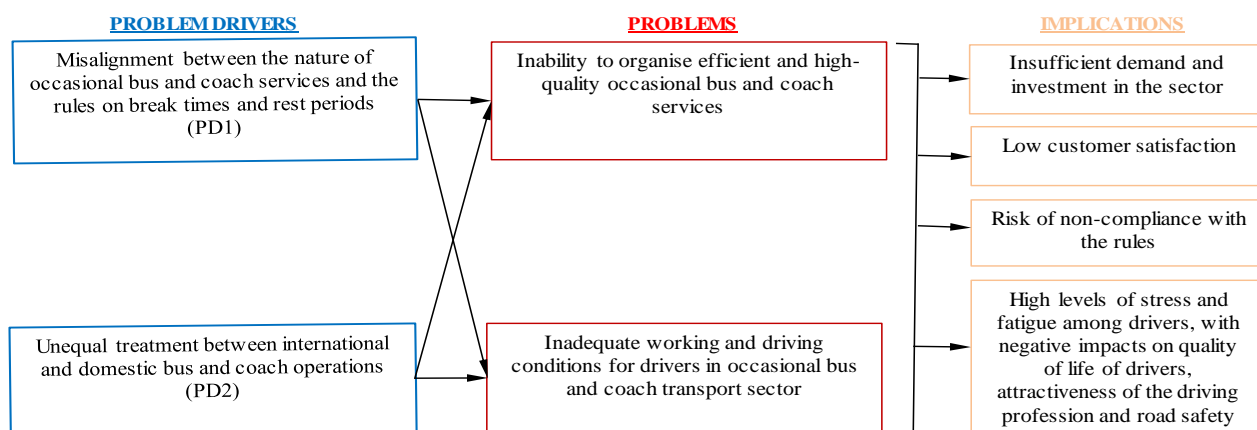 PROBLEM DRIVERS
Misalignment between the nature of
occasional bus and coach services and the
rules on break times and rest periods
(PD1)
Unequal treatment between international
and domestic bus and coach operations
(PD2)
PROBLEMS
Inability to organise efficient and high-
quality occasional bus and coach
services
Inadequate working and driving
conditions for drivers in occasional bus
and coach transport sector
IMPLICATIONS
Insufficient demand and
investment in the sector
Low customer satisfaction
Risk of non-compliance with
the rules
High levels of stress and
fatigue among drivers, with
negative impacts on quality
of life of drivers,
attractiveness of the driving
profession and road safety